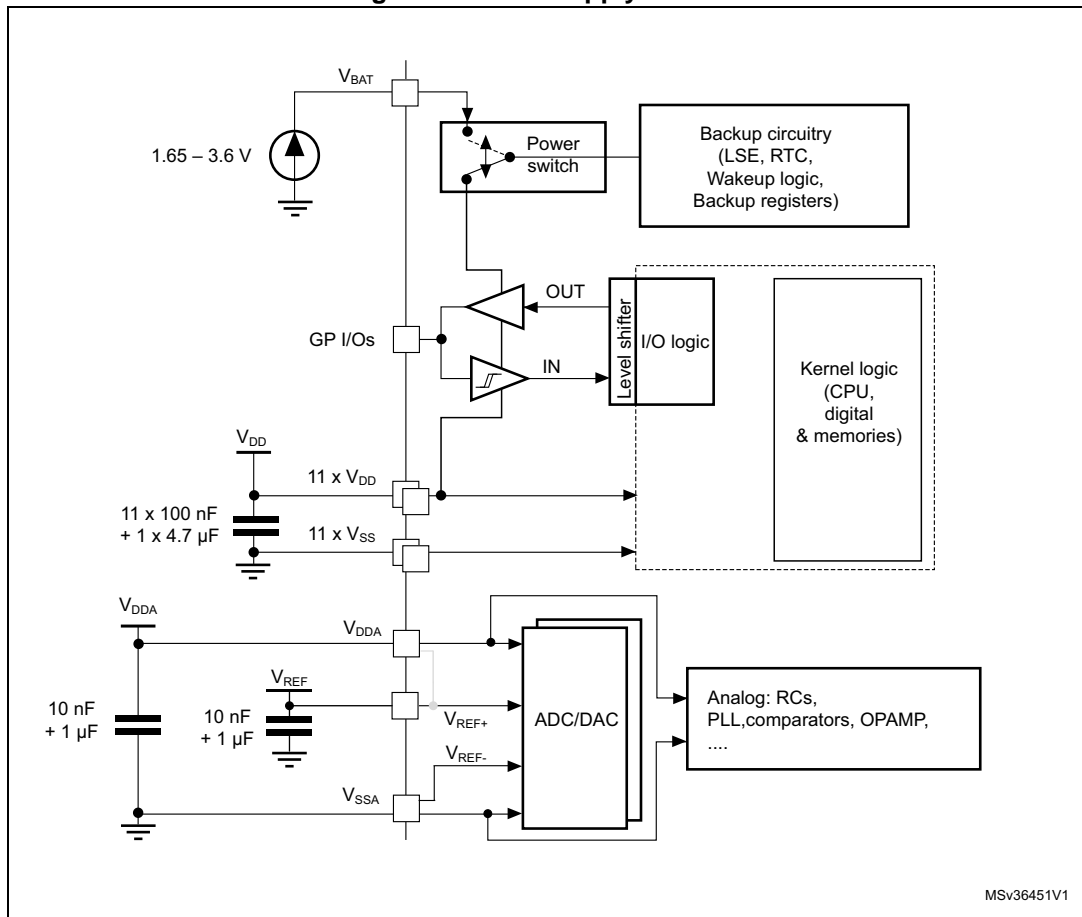 VBAT
1.65 – 3.6 V
Power
switch
Backup circuitry
(LSE, RTC,
Wakeup logic,
Backup registers)
OUT
GP I/Os
IN
Level shifter
I/O logic
Kernel logic
(CPU,
digital
& memories)
VDD
11 x VDD
11 x 100 nF
+ 1 x 4.7 µF
11 x VSS
VDDA
VDDA
VREF
10 nF
+ 1 µF
10 nF
+ 1 µF
VREF+
ADC/DAC
Analog: RCs,
PLL,comparators, OPAMP,
....
VREF-
VSSA
MSv36451V1